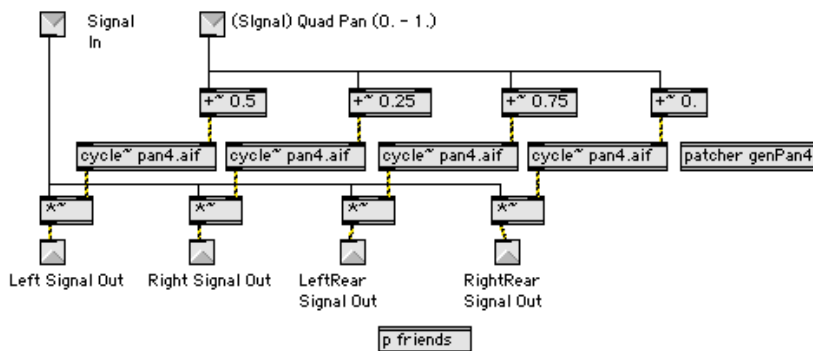 Signal
In
(SIgnal) Quad Pan (0. - 1.)
+~ 0.5
+~ 0.25
+~ 0.75
+~ 0.
cycle~ pan4.aif
cycle~ pan4.aif
cycle~ pan4.aif
cycle~ pan4.aif
patcher genPan4
*~
*~
*~
*~
Left Signal Out
Right Signal Out
LeftRear
Signal Out
RightRear
Signal Out
p friends